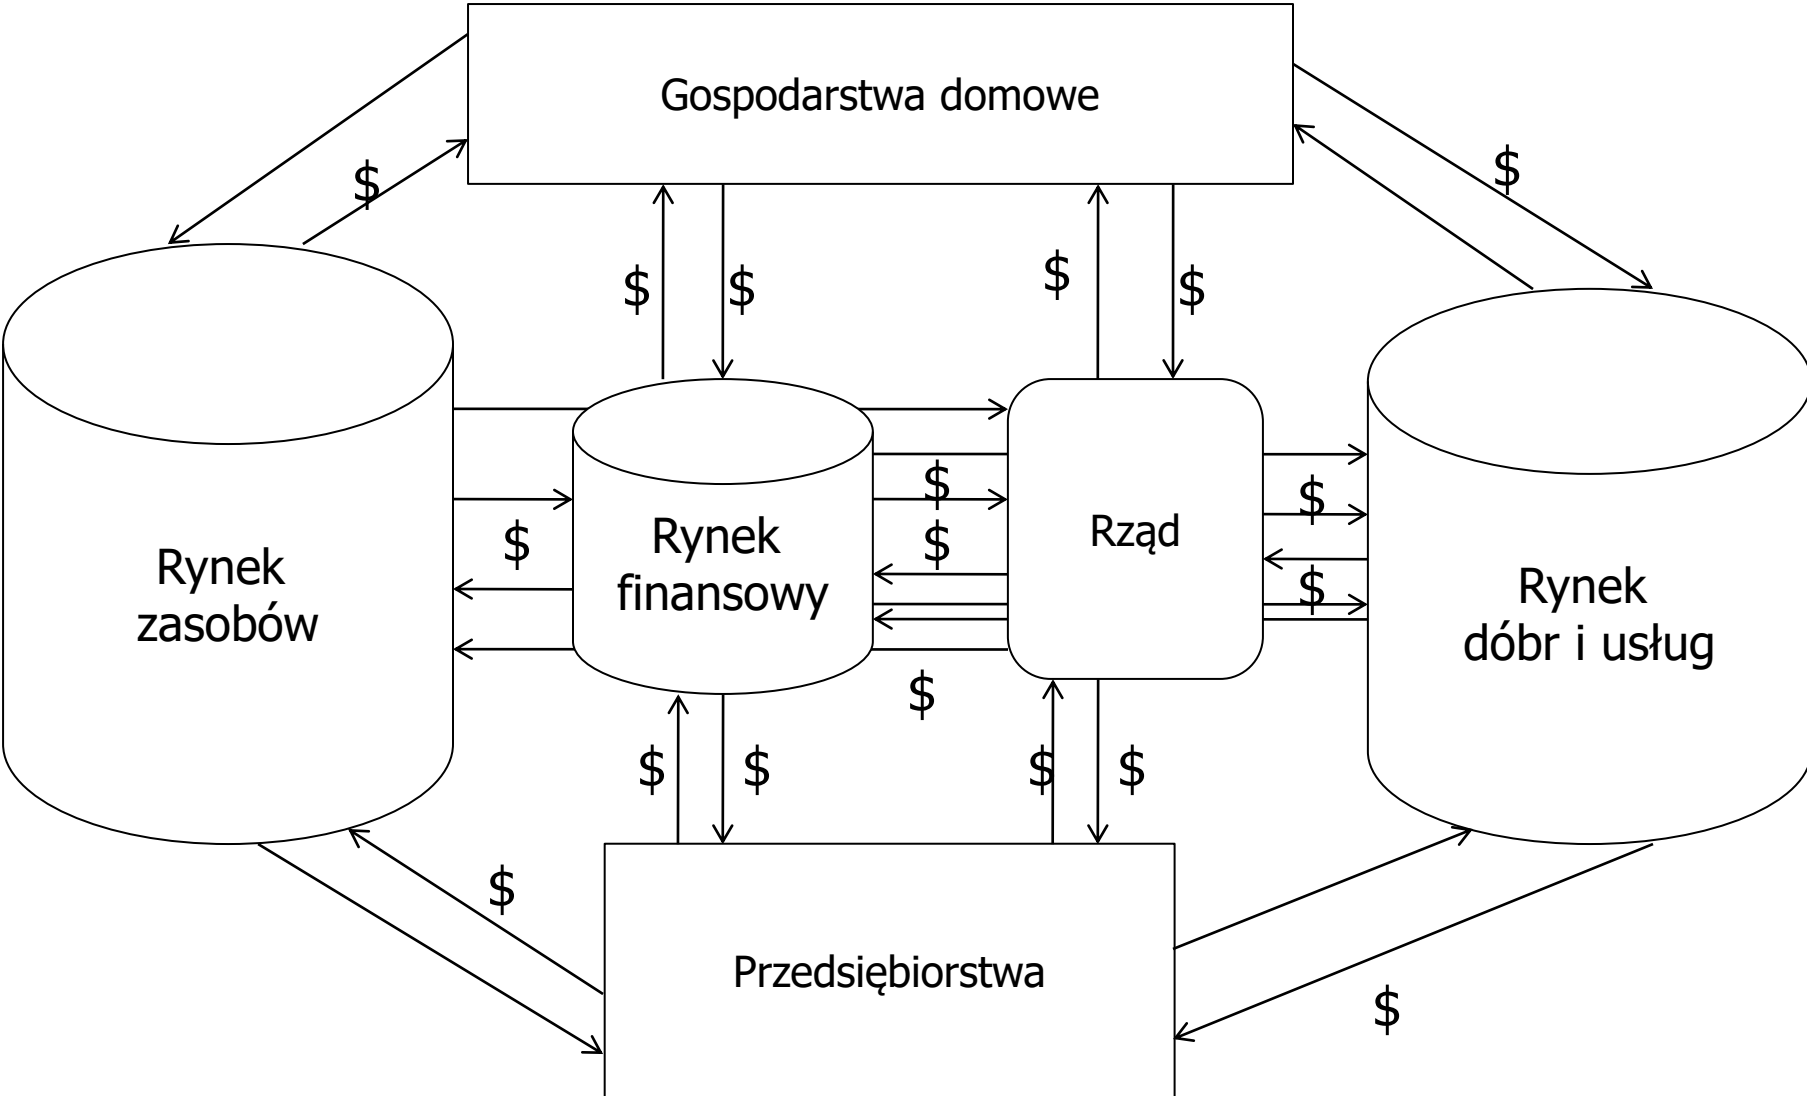 Gospodarstwa domowe
$
$
$
$
$
$
$
$
$
$
$
$
Rynek
zasobów
Rynek
finansowy
Rząd
Rynek
dóbr i usług
$
$
$
$
$
$
Przedsiębiorstwa
$